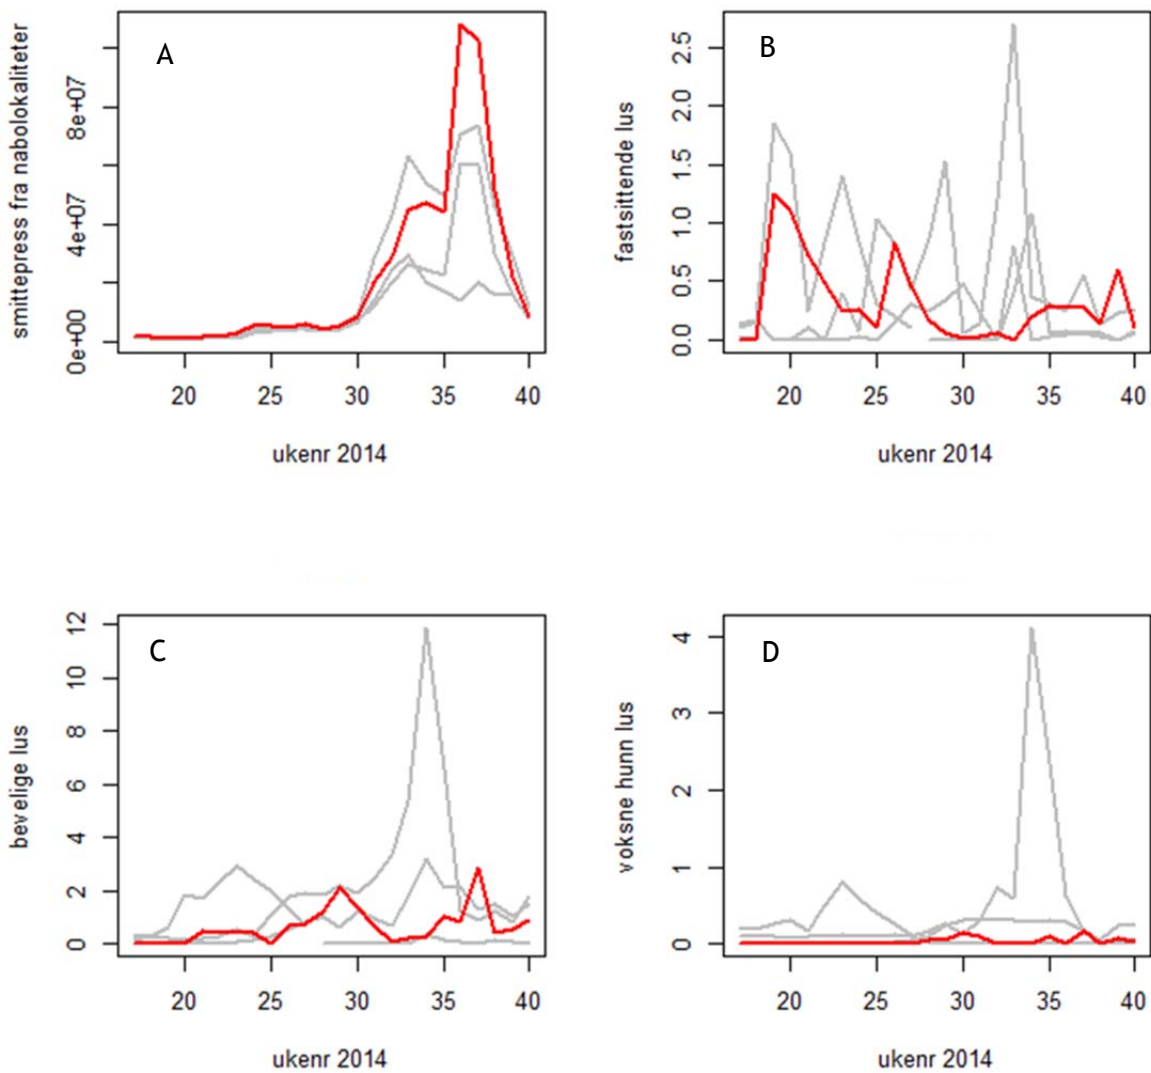 A
smittepress fra nabolokaliteter
8e+07
4e+07
0e+00
20 25 30 35 40
ukenr 2014
B
fastsittende lus
2.5
2.0
1.5
1.0
0.5
0.0
20 25 30 35 40
ukenr 2014
C
bevelige lus
12
10
8
6
4
2
0
20 25 30 35 40
ukenr 2014
D
voksne hunn lus
4
3
2
1
0
20 25 30 35 40
ukenr 2014